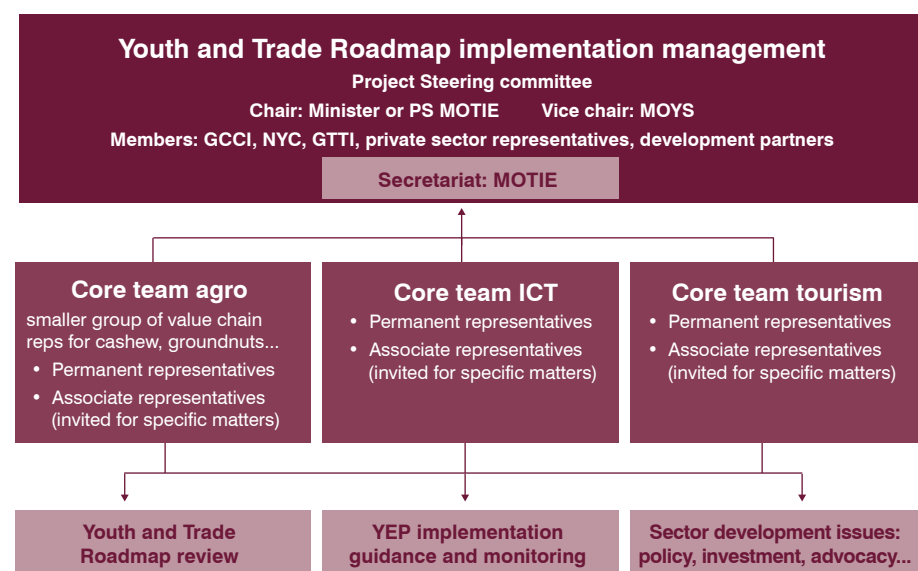 Youth and Trade Roadmap implementation management
Project Steering committee
Chair: Minister or PS MOTIE Vice chair: MOYS
Members: GCCI, NYC, GTTI, private sector representatives, development partners
Secretariat: MOTIE
Core team agro
smaller group of value chain
reps for cashew, groundnuts...
• Permanent representatives
• Associate representatives
(invited for specific matters)
Core team ICT
• Permanent representatives
• Associate representatives
(invited for specific matters)
Core team tourism
• Permanent representatives
• Associate representatives
(invited for specific matters)
Youth and Trade
Roadmap review
YEP implementation
guidance and monitoring
Sector development issues:
policy, investment, advocacy...